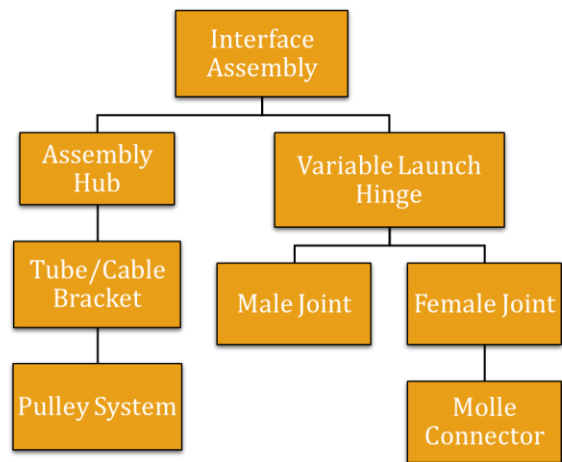 Interface
Assembly
Assembly
Hub
Variable Launch
Hinge
Tube/Cable
Bracket
Male Joint
Female Joint
Pulley System
Molle
Connector